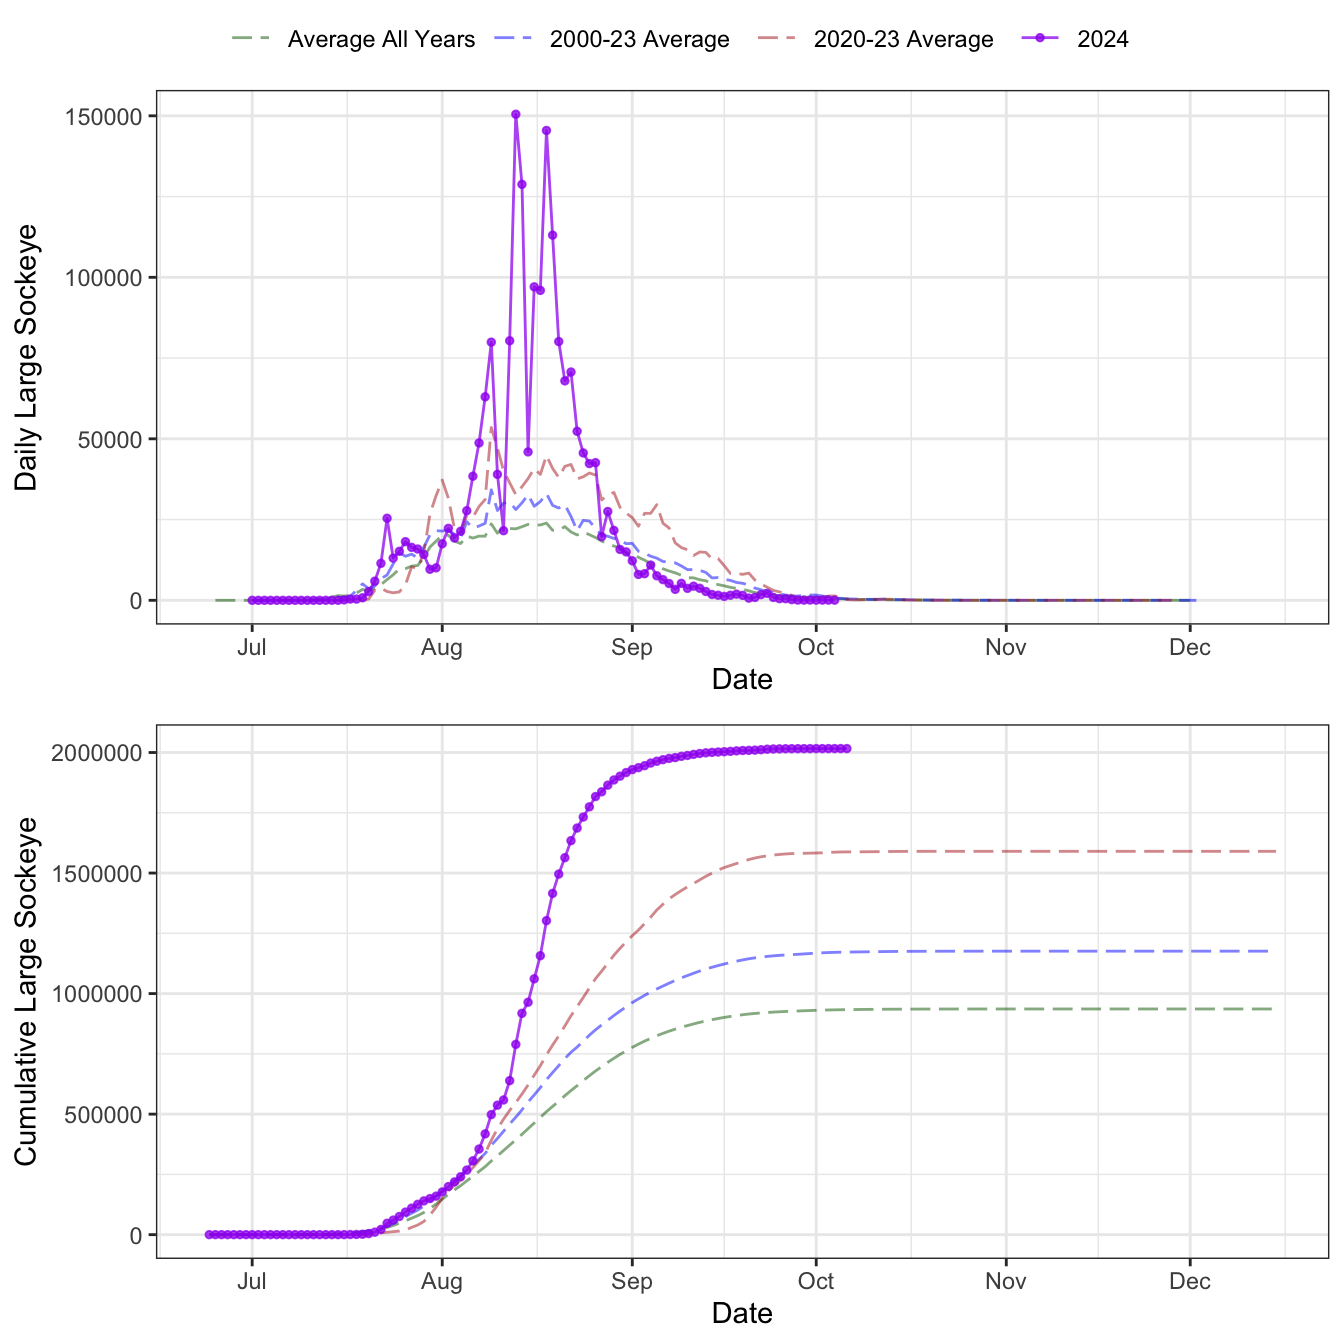 Average All Years 2000-23 Average 2020-23 Average 2024
150000
100000
50000
0
Daily Large Sockeye
Jul Aug Sep Oct Nov Dec
Date
2000000
1500000
1000000
500000
0
Cumulative Large Sockeye
Jul Aug Sep Oct Nov Dec
Date